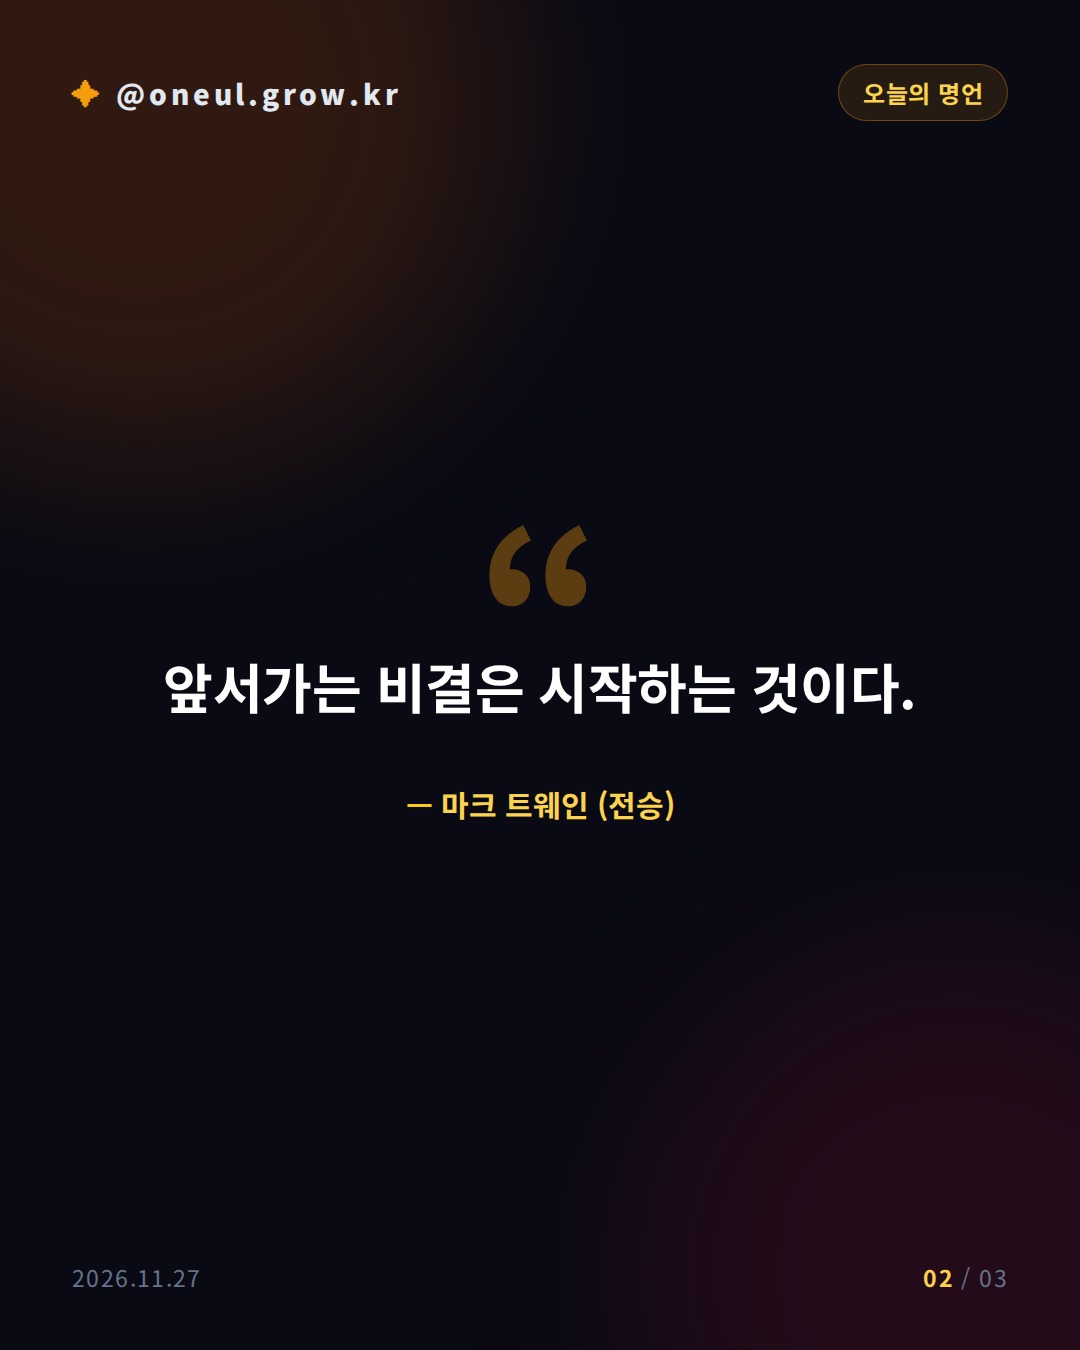 @oneul.grow.kr
오늘의 명언
“
앞서가는 비결은 시작하는 것이다.
— 마크 트웨인 (전승)
2026.11.27
02 / 03